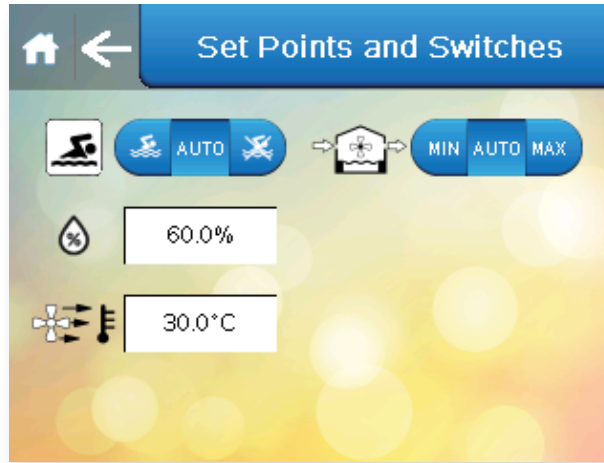 Set Points and Switches
AUTO MIN AUTO MAX
% 60.0%
30.0°C